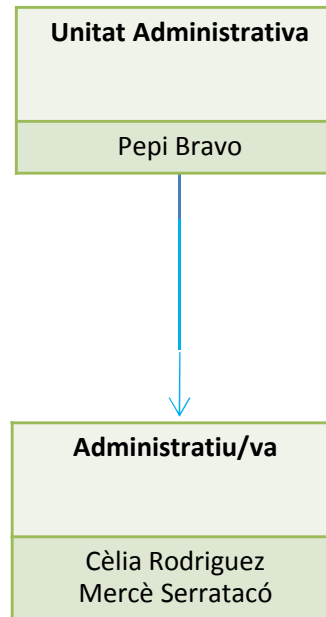 Unitat Administrativa
Pepi Bravo
Administratiu/va
Cèlia Rodriguez
Mercè Serratacó